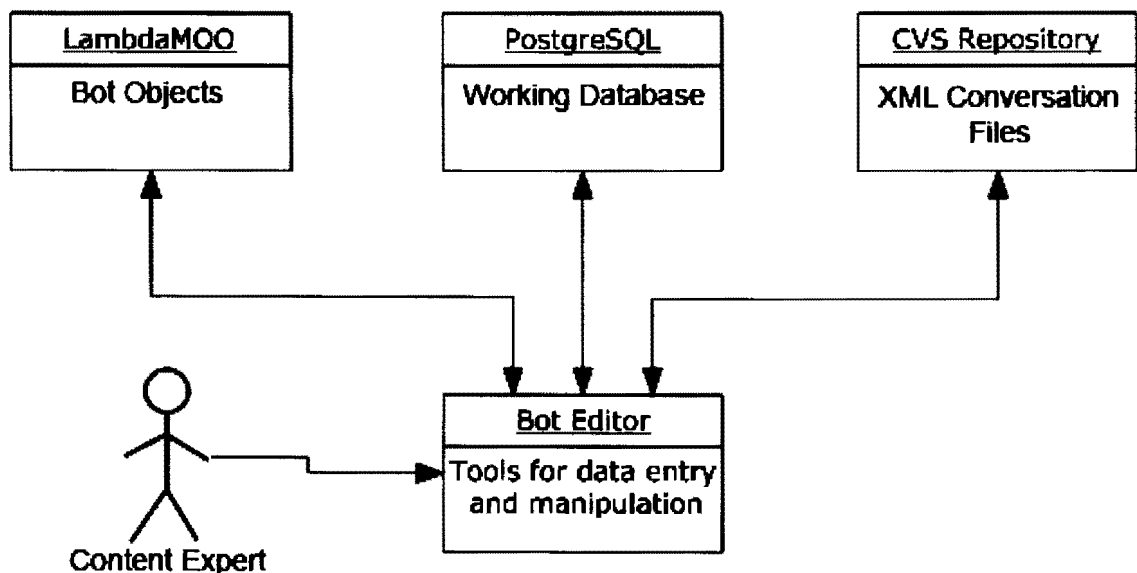 LambdaMOO
Bot Objects
PostgreSQL
Working Database
CVS Repository
XML Conversation
Files
Bot Editor
Tools for data entry
and manipulation
Content Expert